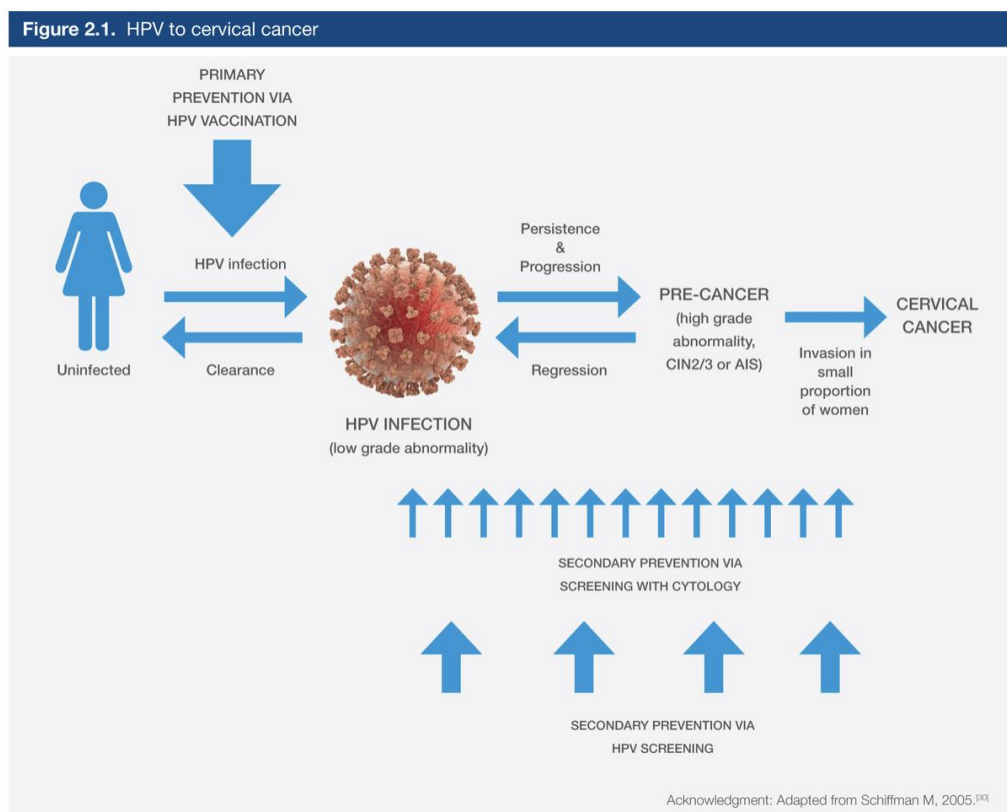 Figure 2.1. HPV to cervical cancer
PRIMARY
PREVENTION VIA
HPV VACCINATION
HPV infection
Uninfected
Clearance
HPV INFECTION
(low grade abnormality)
Persistence
&
Progression
Regression
PRE-CANCER
(high grade
abnormality,
CIN2/3 or AIS)
Invasion in
small
proportion
of women
CERVICAL
CANCER
SECONDARY PREVENTION VIA
SCREENING WITH CYTOLOGY
SECONDARY PREVENTION VIA
HPV SCREENING
Acknowledgment: Adapted from Schiffman M, 2005.[30]